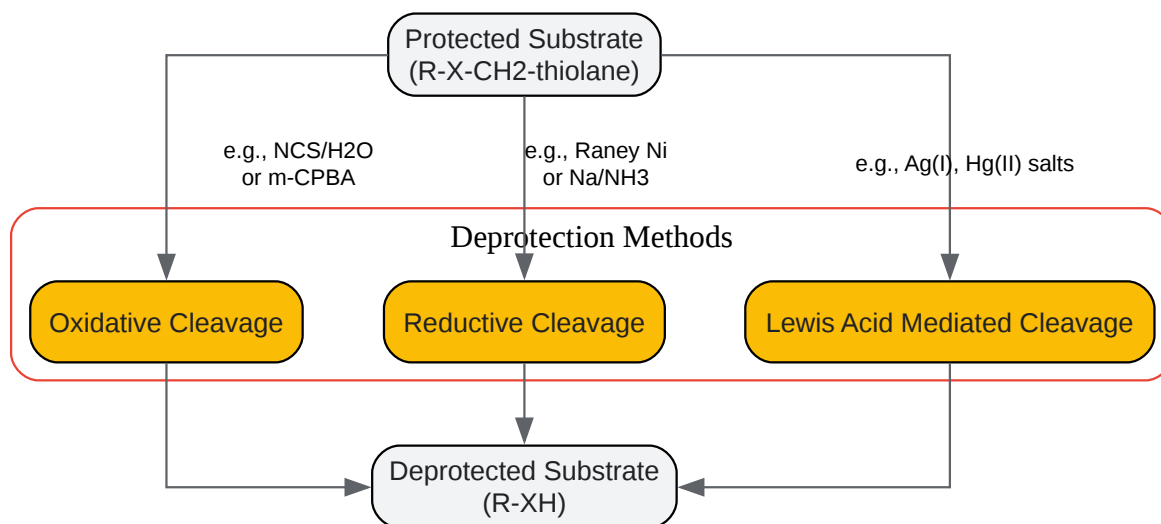 Protected Substrate
(R-X-CH2-thiolane)
e.g., NCS/H2O
or m-CPBA
e.g., Raney Ni
or Na/NH3
e.g., Ag(I), Hg(II) salts
Deprotection Methods
Oxidative Cleavage
Reductive Cleavage
Lewis Acid Mediated Cleavage
Deprotected Substrate
(R-XH)